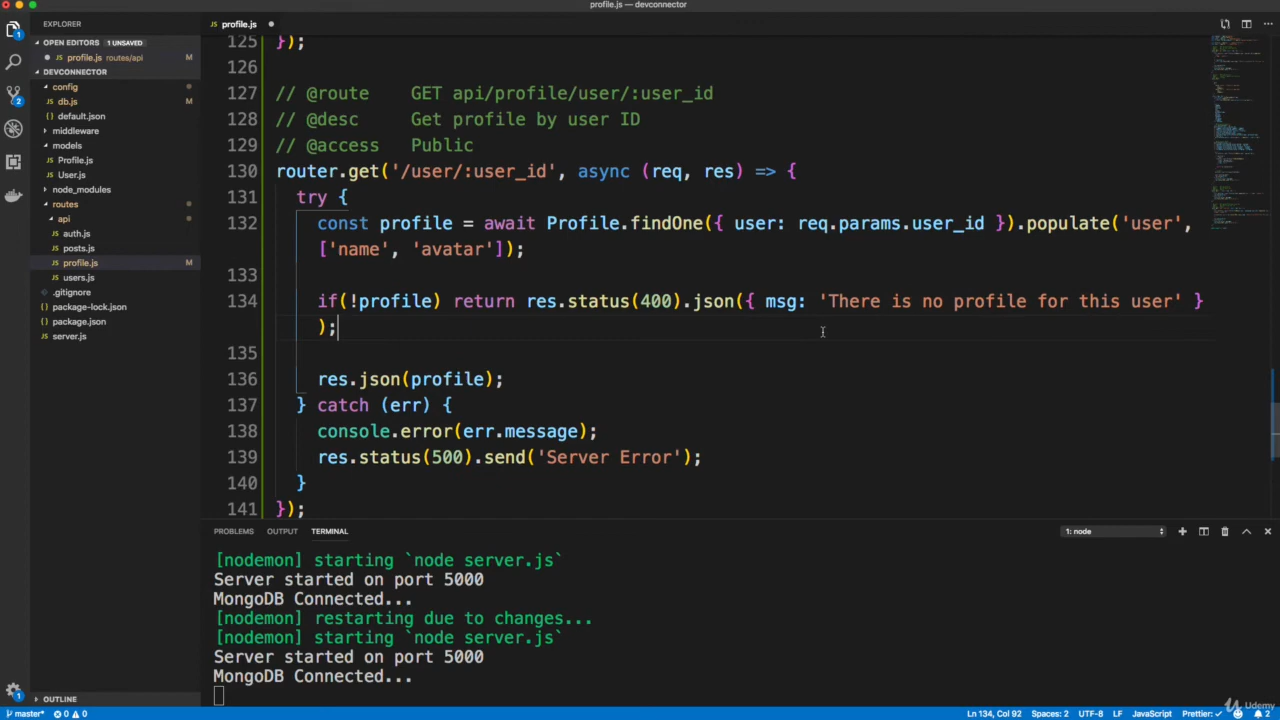 profile.js — devconnector
EXPLORER
OPEN EDITORS 1 UNSAVED
profile.js routes/api M
DEVCONNECTOR
config
db.js
default.json
middleware
models
Profile.js
User.js
node_modules
routes
api
auth.js
posts.js
profile.js M
users.js
.gitignore
package-lock.json
package.json
server.js
OUTLINE
profile.js
125 });
126
127 // @route GET api/profile/user/:user_id
128 // @desc Get profile by user ID
129 // @access Public
130 router.get('/user/:user_id', async (req, res) => {
131 try {
132 const profile = await Profile.findOne({ user: req.params.user_id }).populate('user',
['name', 'avatar']);
133
134 if(!profile) return res.status(400).json({ msg: 'There is no profile for this user' }
);
135
136 res.json(profile);
137 } catch (err) {
138 console.error(err.message);
139 res.status(500).send('Server Error');
140 }
141 });
PROBLEMS OUTPUT TERMINAL 1: node
[nodemon] starting `node server.js`
Server started on port 5000
MongoDB Connected...
[nodemon] restarting due to changes...
[nodemon] starting `node server.js`
Server started on port 5000
MongoDB Connected...
master* 0 0 Ln 134, Col 92 Spaces: 2 UTF-8 LF JavaScript Prettier: ✓ 2
Udemy